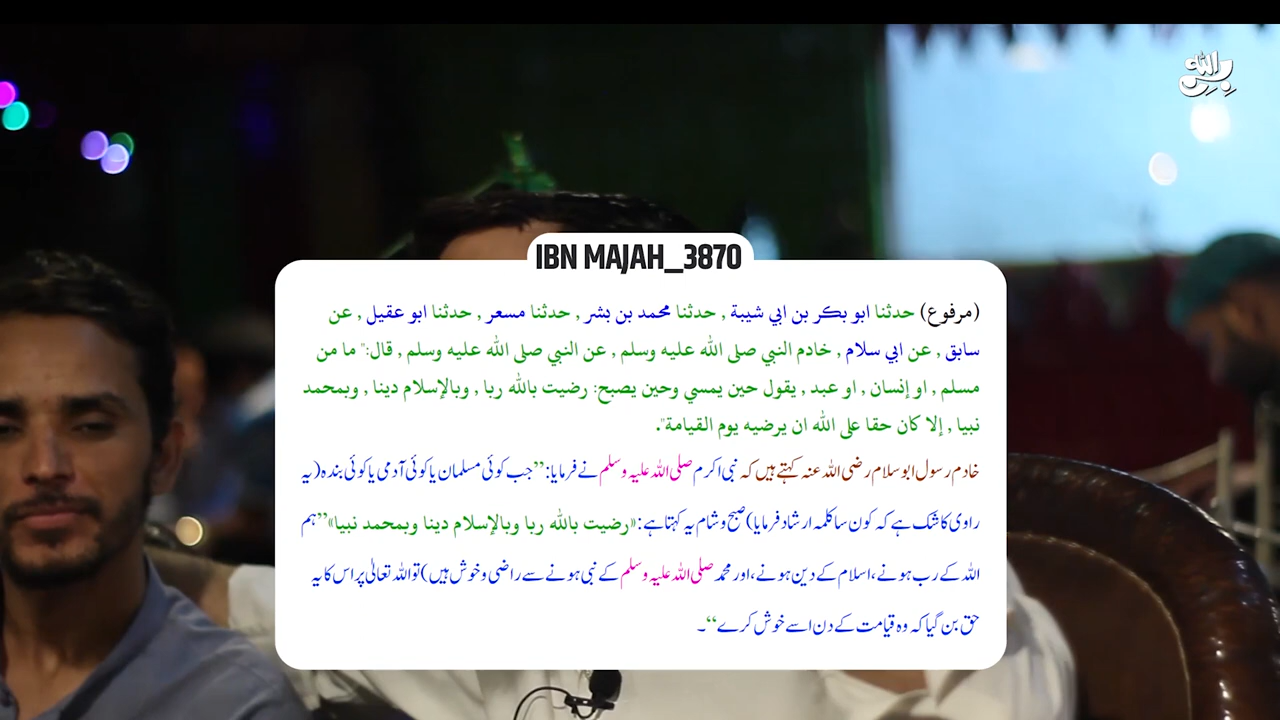 بسم الله
IBN MAJAH_3870
(مرفوع) حدثنا ابو بكر بن ابي شيبة , حدثنا محمد بن بشر , حدثنا مسعر , حدثنا ابو عقيل , عن
سابق , عن ابي سلام , خادم النبي صلى الله عليه وسلم , عن النبي صلى الله عليه وسلم , قال:" ما من
مسلم , او إنسان , او عبد , يقول حين يمسي وحين يصبح: رضيت بالله ربا , وبالإسلام دينا , وبمحمد
نبيا , إلا كان حقا على الله ان يرضيه يوم القيامة".
خادم رسول ابو سلام رضی اللہ عنہ کہتے ہیں کہ نبی اکرم صلی اللہ علیہ وسلم نے فرمایا: ”جب کوئی مسلمان یا کوئی آدمی یا کوئی بندہ (یہ
راوی کا شک ہے کہ کون سا کلمہ ارشاد فرمایا) صبح و شام یہ کہتا ہے: «رضيت بالله ربا وبالإسلام دينا وبمحمد نبيا» ”ہم
اللہ کے رب ہونے، اسلام کے دین ہونے، اور محمد صلی اللہ علیہ وسلم کے نبی ہونے سے راضی و خوش ہیں) تو اللہ تعالیٰ پر اس کا یہ
حق بن گیا کہ وہ قیامت کے دن اسے خوش کرے“۔